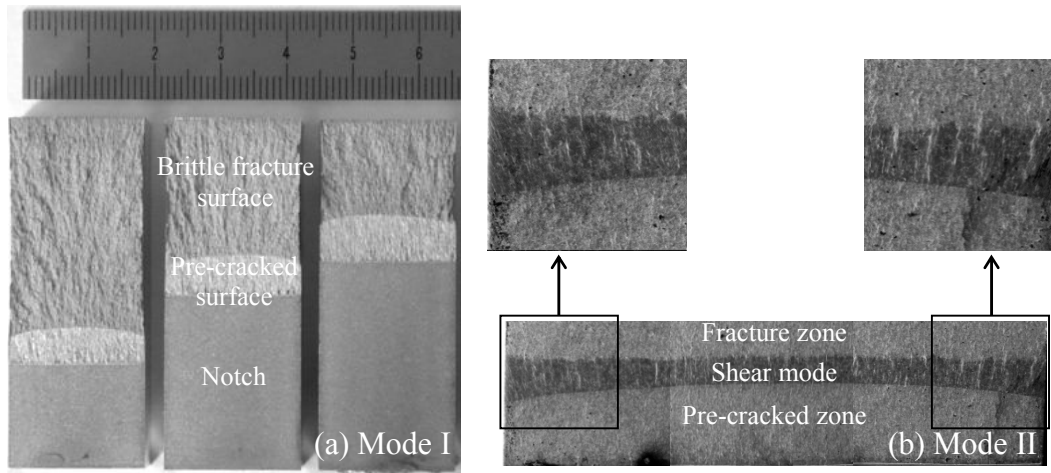 1 2 3 4 5 6
Brittle fracture
surface
Pre-cracked
surface
Notch
(a) Mode I
Fracture zone
Shear mode
Pre-cracked zone
(b) Mode II